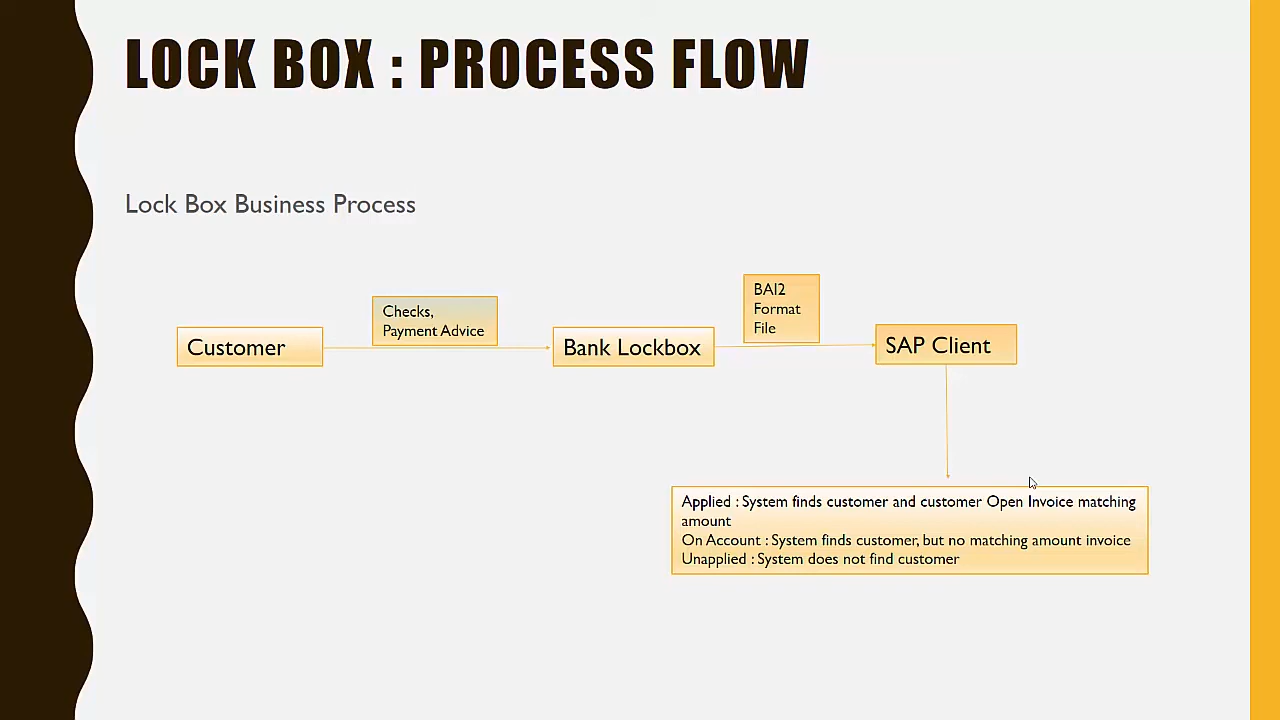 LOCK BOX : PROCESS FLOW
Lock Box Business Process
Customer
Checks,
Payment Advice
Bank Lockbox
BAI2
Format
File
SAP Client
Applied : System finds customer and customer Open Invoice matching
amount
On Account : System finds customer, but no matching amount invoice
Unapplied : System does not find customer